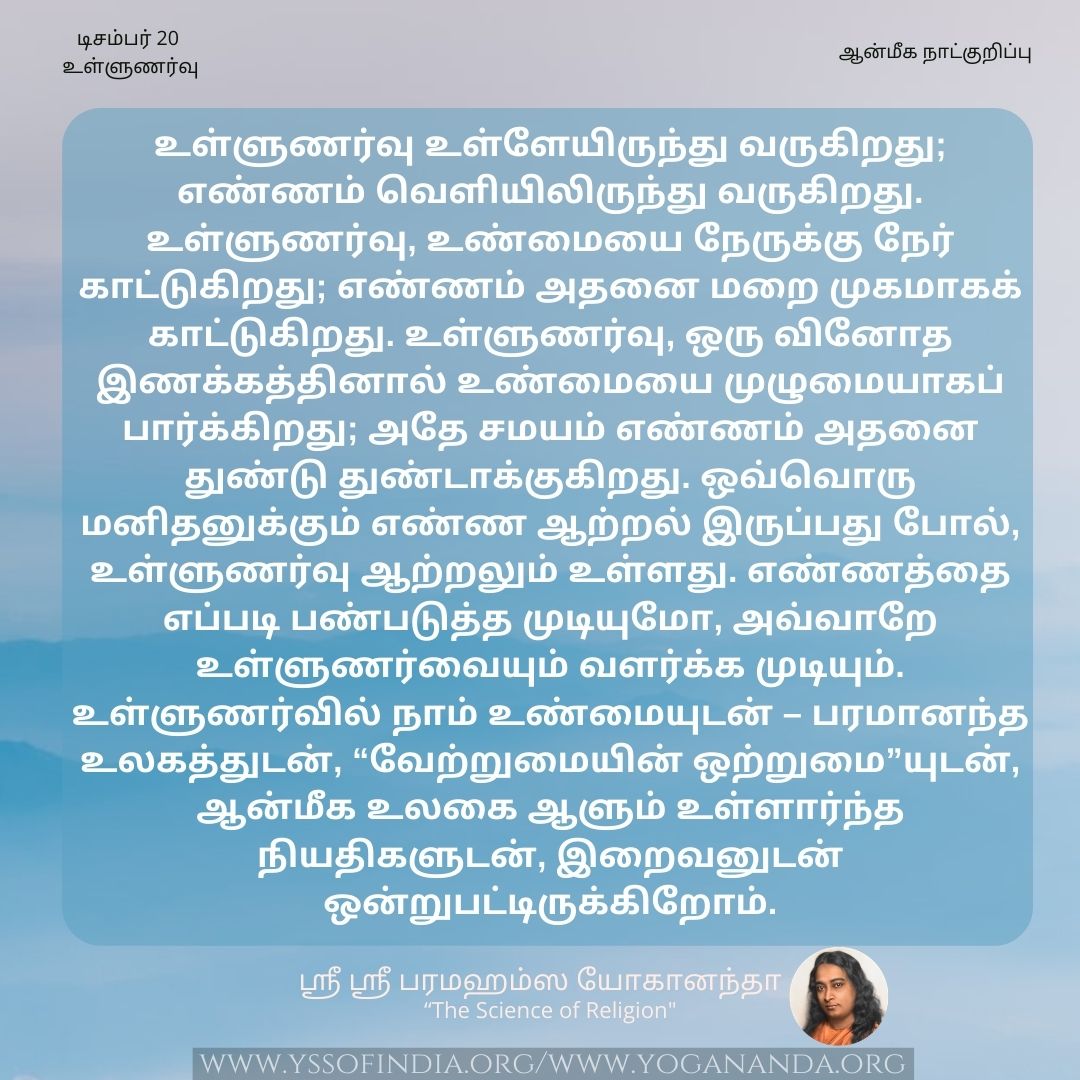 டிசம்பர் 20
உள்ளுணர்வு
ஆன்மீக நாட்குறிப்பு
உள்ளுணர்வு உள்ளேயிருந்து வருகிறது;
எண்ணம் வெளியிலிருந்து வருகிறது.
உள்ளுணர்வு, உண்மையை நேருக்கு நேர்
காட்டுகிறது; எண்ணம் அதனை மறை முகமாகக்
காட்டுகிறது. உள்ளுணர்வு, ஒரு வினோத
இணக்கத்தினால் உண்மையை முழுமையாகப்
பார்க்கிறது; அதே சமயம் எண்ணம் அதனை
துண்டு துண்டாக்குகிறது. ஒவ்வொரு
மனிதனுக்கும் எண்ண ஆற்றல் இருப்பது போல்,
உள்ளுணர்வு ஆற்றலும் உள்ளது. எண்ணத்தை
எப்படி பண்படுத்த முடியுமோ, அவ்வாறே
உள்ளுணர்வையும் வளர்க்க முடியும்.
உள்ளுணர்வில் நாம் உண்மையுடன் – பரமானந்த
உலகத்துடன், “வேற்றுமையின் ஒற்றுமை”யுடன்,
ஆன்மீக உலகை ஆளும் உள்ளார்ந்த
நியதிகளுடன், இறைவனுடன்
ஒன்றுபட்டிருக்கிறோம்.
ஸ்ரீ ஸ்ரீ பரமஹம்ஸ யோகானந்தா
“The Science of Religion"
WWW.YSSOFINDIA.ORG/WWW.YOGANANDA.ORG